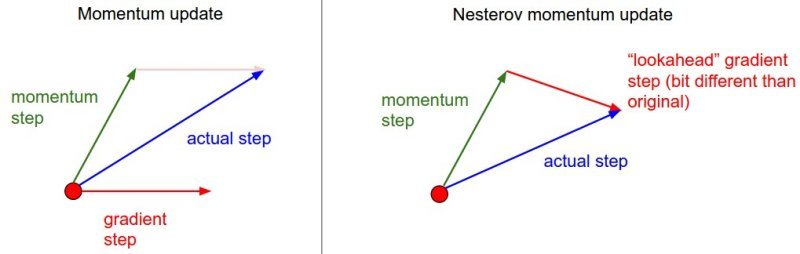 Momentum update
momentum
step
actual step
gradient
step
Nesterov momentum update
momentum
step
"lookahead" gradient
step (bit different than
original)
actual step